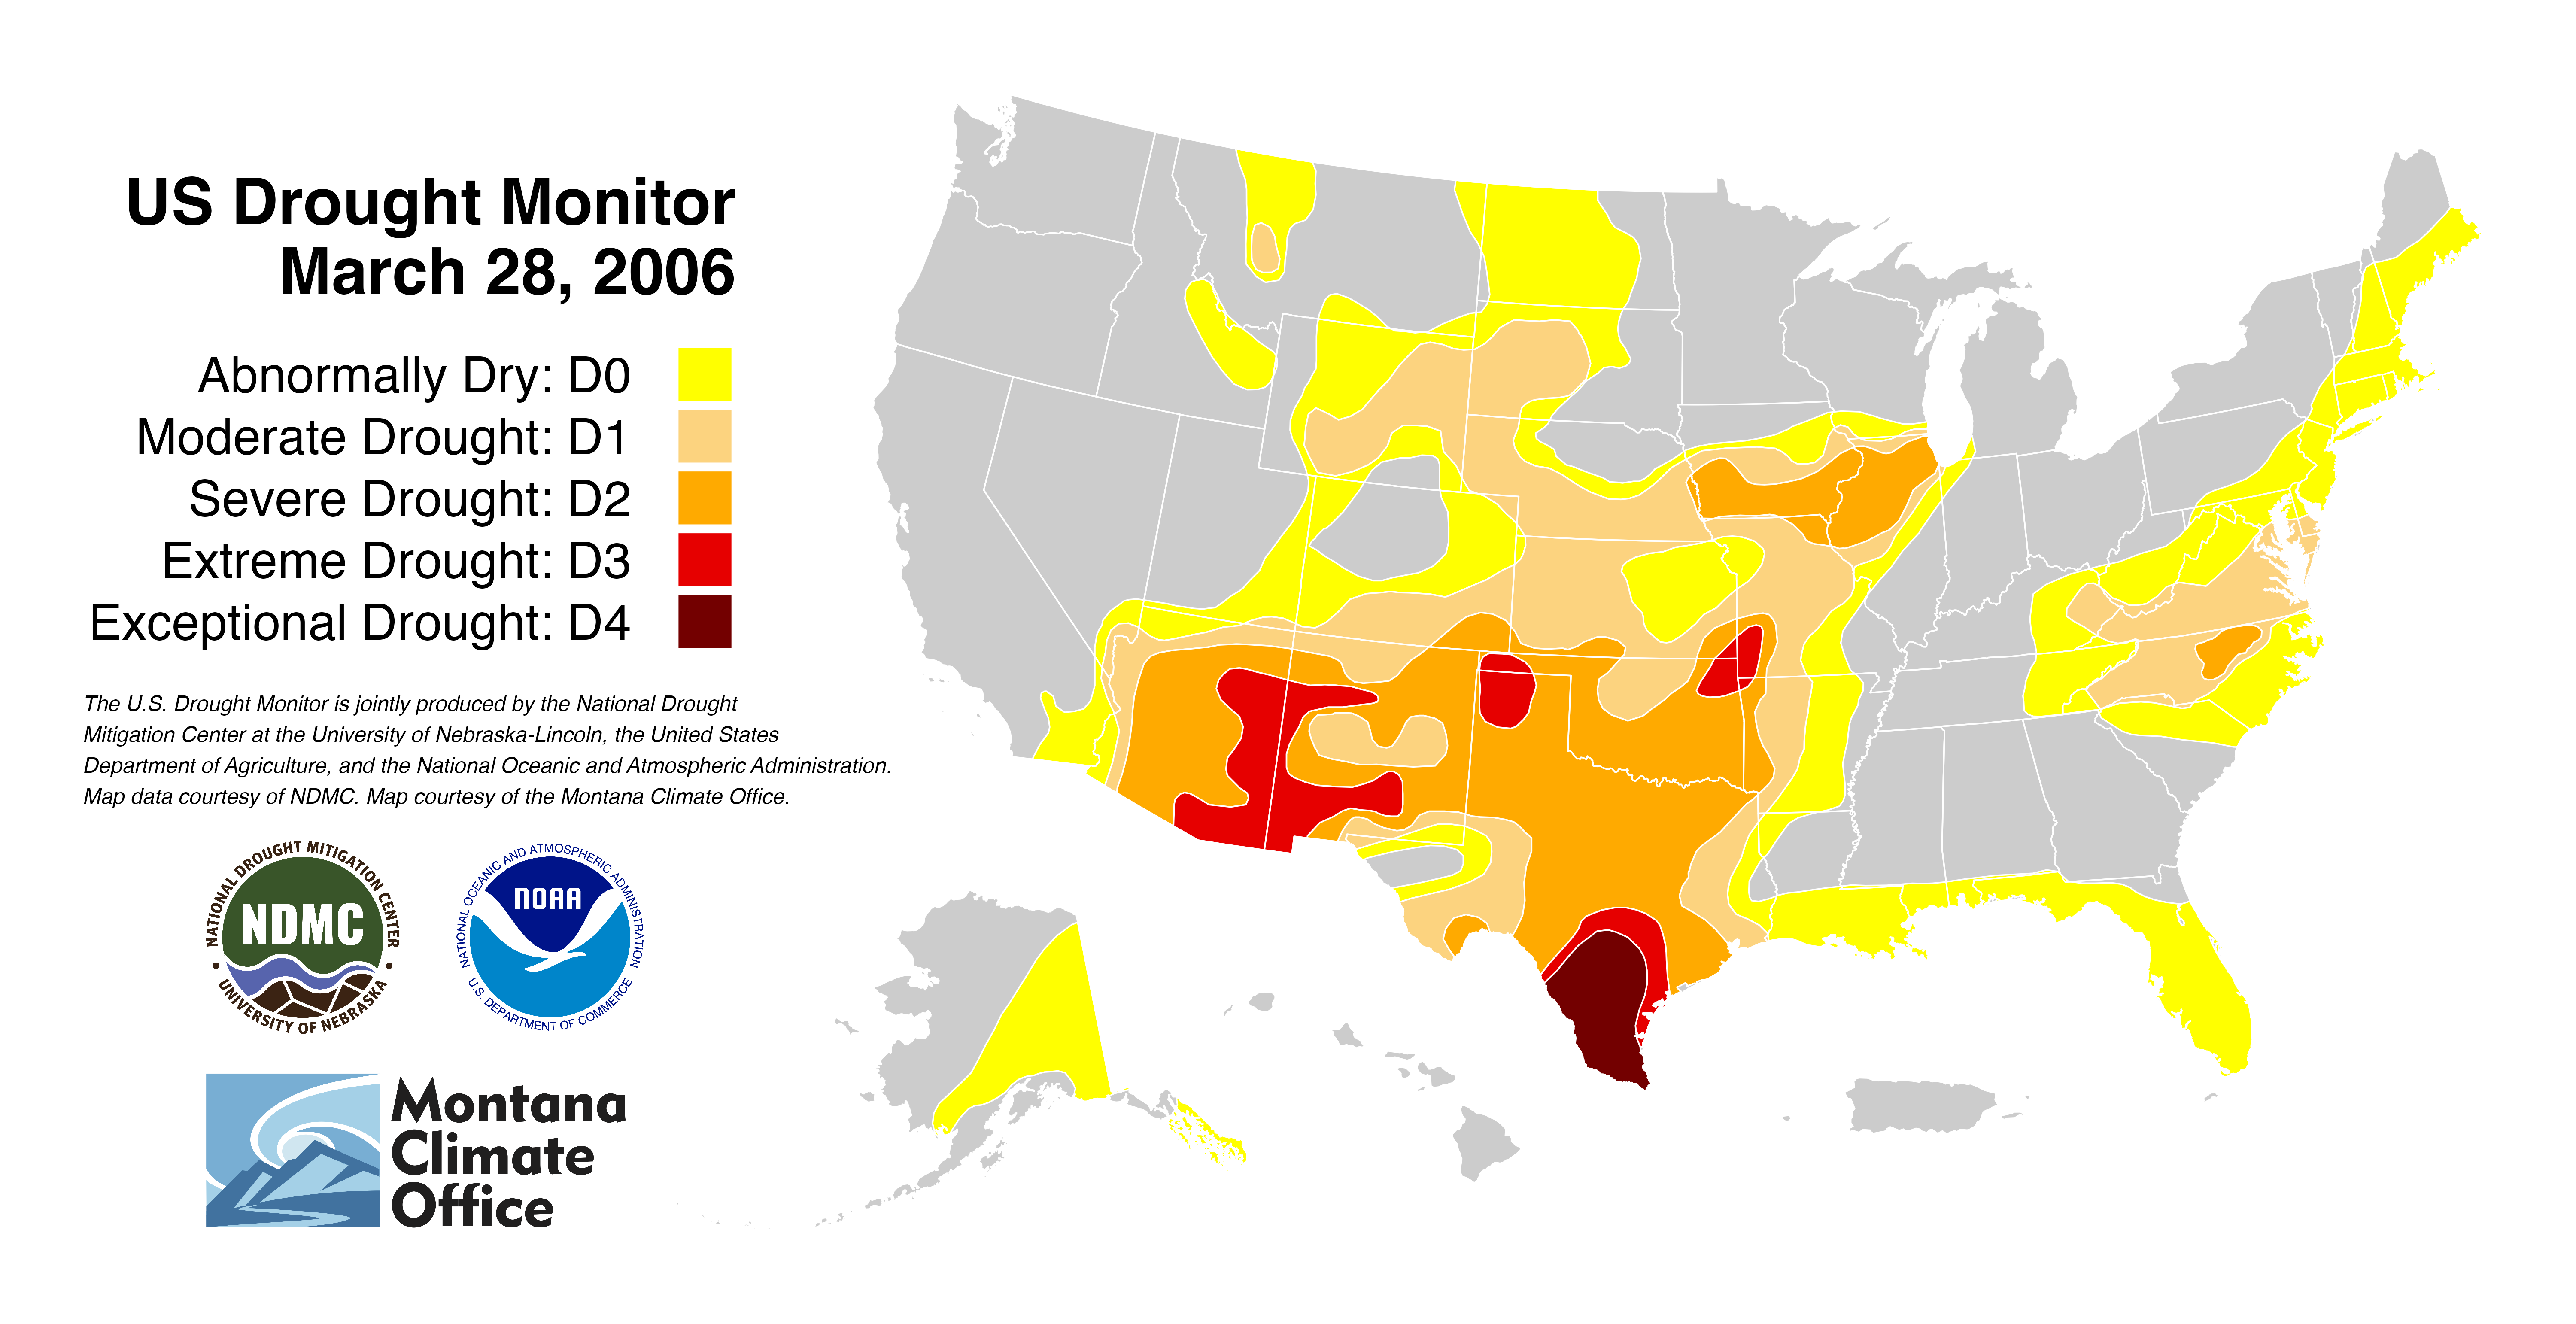 US Drought Monitor
March 28, 2006
Abnormally Dry: D0
Moderate Drought: D1
Severe Drought: D2
Extreme Drought: D3
Exceptional Drought: D4
The U.S. Drought Monitor is jointly produced by the National Drought
Mitigation Center at the University of Nebraska-Lincoln, the United States
Department of Agriculture, and the National Oceanic and Atmospheric Administration.
Map data courtesy of NDMC. Map courtesy of the Montana Climate Office.
NATIONAL DROUGHT MITIGATION CENTER
NDMC
• UNIVERSITY OF NEBRASKA •
NATIONAL OCEANIC AND ATMOSPHERIC ADMINISTRATION
NOAA
U.S. DEPARTMENT OF COMMERCE
Montana
Climate
Office